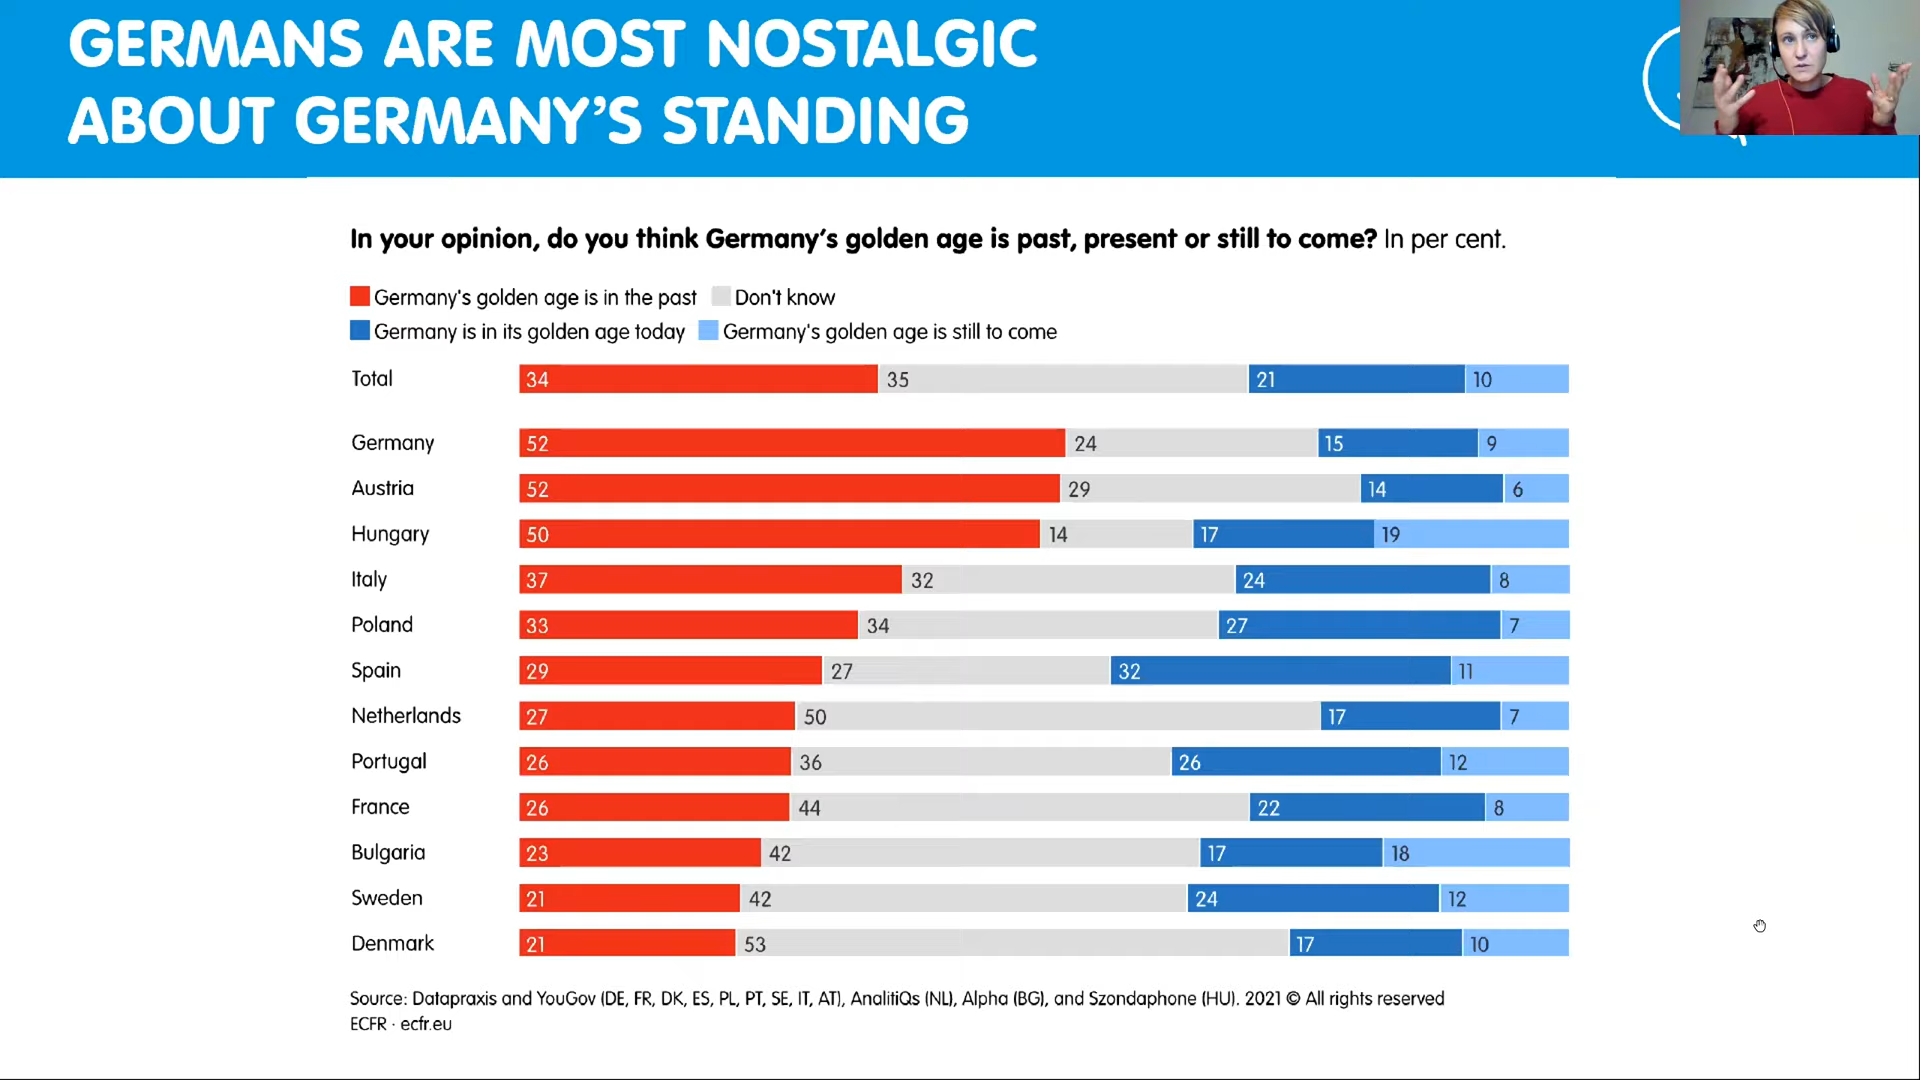 GERMANS ARE MOST NOSTALGIC
ABOUT GERMANY'S STANDING
In your opinion, do you think Germany's golden age is past, present or still to come? In per cent.
Germany's golden age is in the past Don't know
Germany is in its golden age today Germany's golden age is still to come
Total 34 35 21 10
Germany 52 24 15 9
Austria 52 29 14 6
Hungary 50 14 17 19
Italy 37 32 24 8
Poland 33 34 27 7
Spain 29 27 32 11
Netherlands 27 50 17 7
Portugal 26 36 26 12
France 26 44 22 8
Bulgaria 23 42 17 18
Sweden 21 42 24 12
Denmark 21 53 17 10
Source: Datapraxis and YouGov (DE, FR, DK, ES, PL, PT, SE, IT, AT), AnalitiQs (NL), Alpha (BG), and Szondaphone (HU). 2021 © All rights reserved
ECFR · ecfr.eu